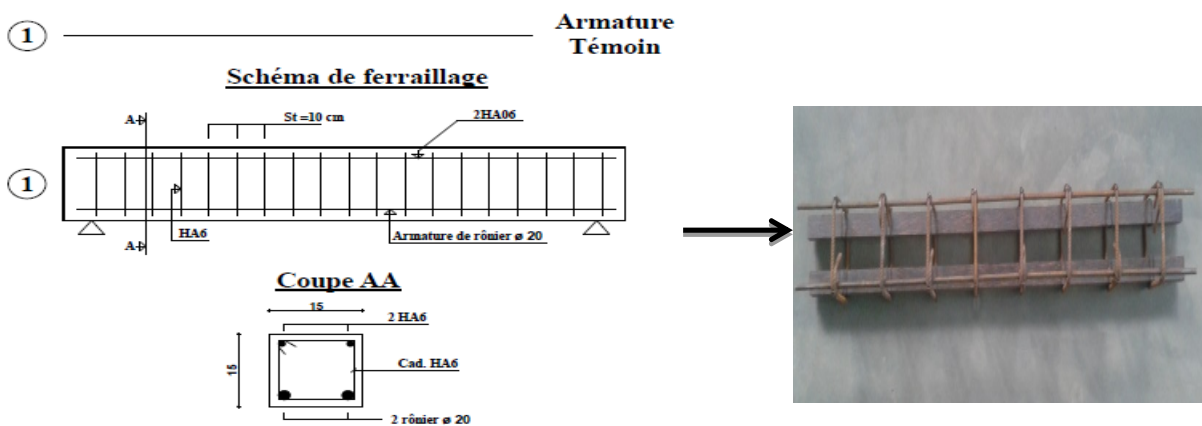 1
Armature
Témoin
Schéma de ferraillage
A
St =10 cm
2HA06
1
HA6
Armature de rônier ø 20
A
Coupe AA
15
2 HA6
15
Cad. HA6
2 rônier ø 20